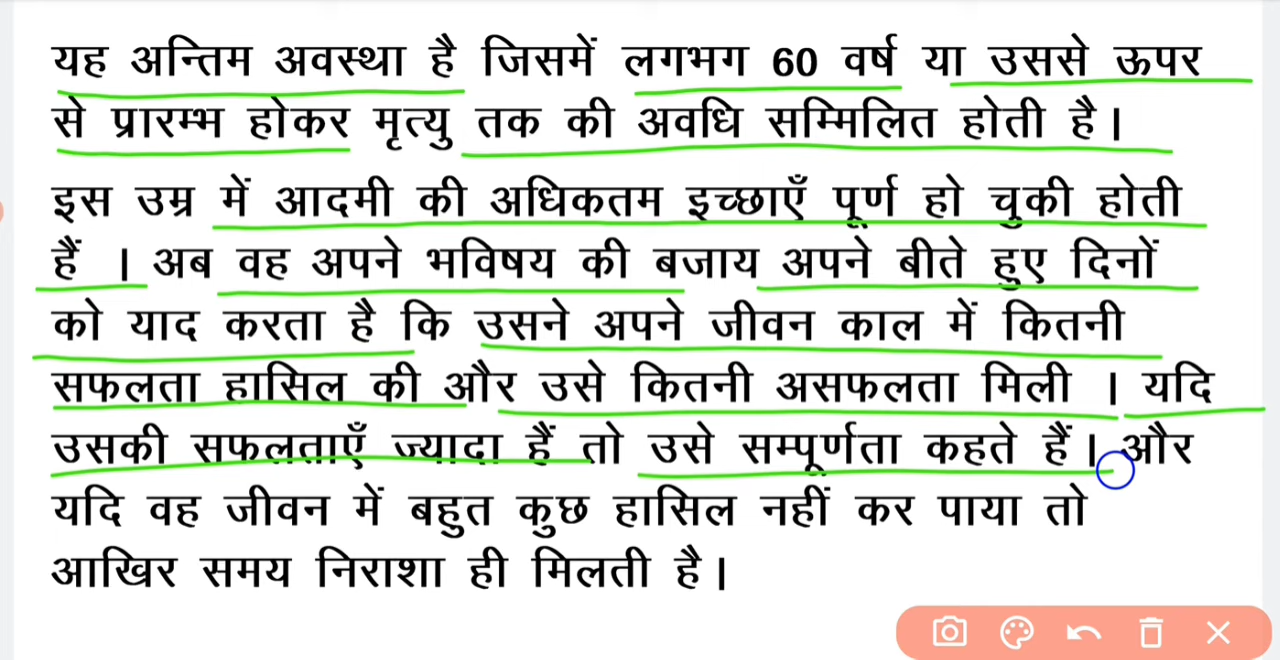 यह अन्तिम अवस्था है जिसमें लगभग 60 वर्ष या उससे ऊपर
से प्रारम्भ होकर मृत्यु तक की अवधि सम्मिलित होती है।
इस उम्र में आदमी की अधिकतम इच्छाएँ पूर्ण हो चुकी होती
हैं । अब वह अपने भविषय की बजाय अपने बीते हुए दिनों
को याद करता है कि उसने अपने जीवन काल में कितनी
सफलता हासिल की और उसे कितनी असफलता मिली । यदि
उसकी सफलताएँ ज्यादा हैं तो उसे सम्पूर्णता कहते हैं। और
यदि वह जीवन में बहुत कुछ हासिल नहीं कर पाया तो
आखिर समय निराशा ही मिलती है।